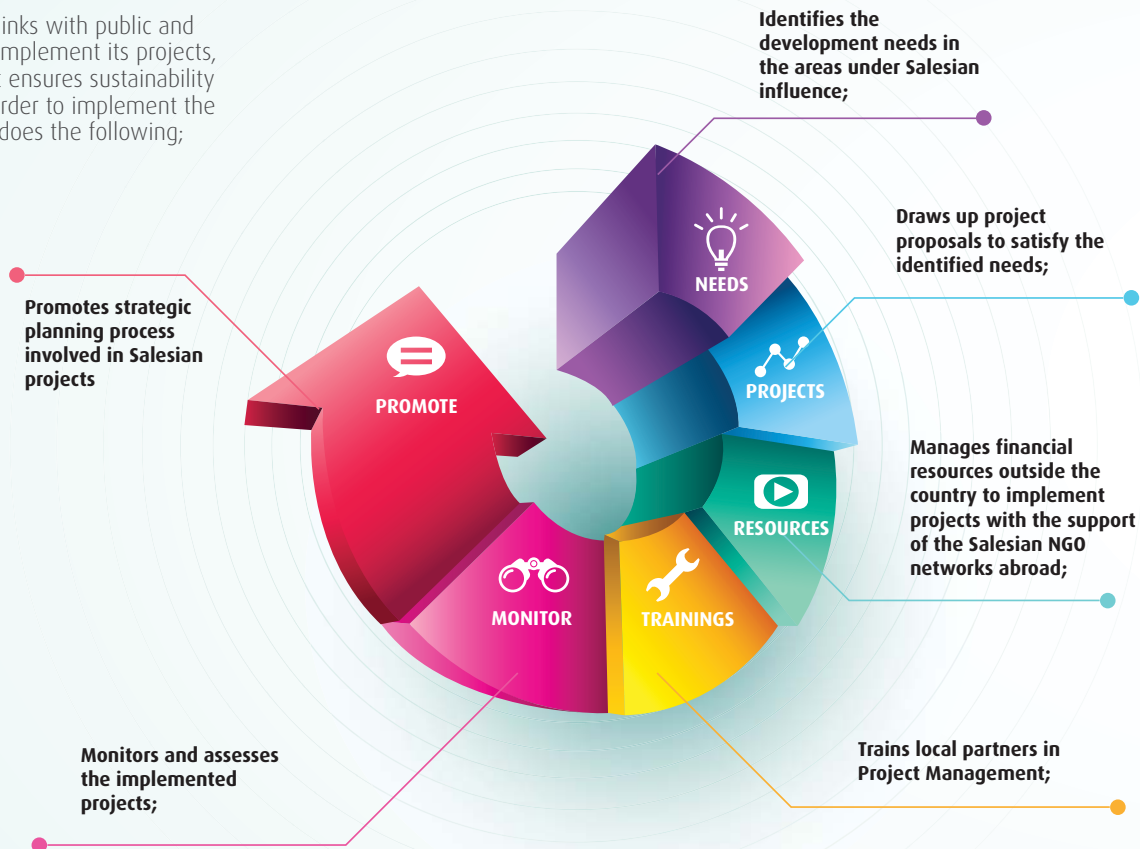 inks with public and
mplement its projects,
ensures sustainability
rder to implement the
does the following;
Identifies the
development needs in
the areas under Salesian
influence;
NEEDS
Draws up project
proposals to satisfy the
identified needs;
PROJECTS
Manages financial
resources outside the
country to implement
projects with the support
of the Salesian NGO
networks abroad;
RESOURCES
Trains local partners in
Project Management;
TRAININGS
Monitors and assesses
the implemented
projects;
MONITOR
Promotes strategic
planning process
involved in Salesian
projects
PROMOTE